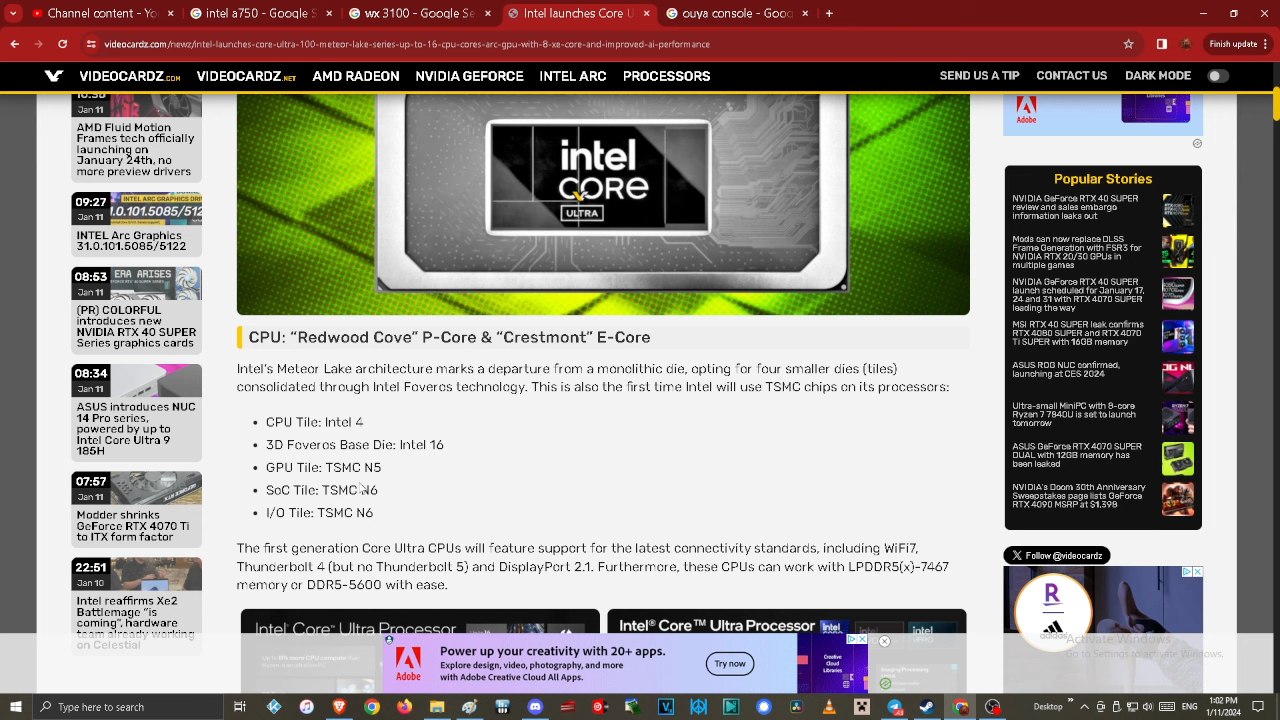 (21) comedy - You
intel a750 - Google S
wx 3100 - Google Se
Intel launches Core U
ouya console - Goog
videocardz.com/newz/intel-launches-core-ultra-100-meteor-lake-series-up-to-16-cpu-cores-arc-gpu-with-8-xe-core-and-improved-ai-performance
Finish update
VIDEOCARDZ.COM
VIDEOCARDZ.NET
AMD RADEON
NVIDIA GEFORCE
INTEL ARC
PROCESSORS
SEND US A TIP
CONTACT US
DARK MODE
Jan 11
AMD Fluid Motion
Frames tech officially
launching on
January 24th, no
more preview drivers
09:27
Jan 11
INTEL ARC GRAPHICS DRIV
1.0.101.5085/512
INTEL Arc Graphics
31.0.101.5085/5122
08:53
Jan 11
ERA ARISES
(PR) COLORFUL
introduces new
NVIDIA RTX 40 SUPER
Series graphics cards
08:34
Jan 11
ASUS introduces NUC
14 Pro series,
powered by up to
Intel Core Ultra 9
185H
07:57
Jan 11
Modder shrinks
GeForce RTX 4070 Ti
to ITX form factor
22:51
Jan 10
Intel reaffirms Xe2
Battlemage "is
coming", hardware
team already working
on Celestial
intel
core
ULTRA
CPU: "Redwood Cove" P-Core & "Crestmont" E-Core
Intel's Meteor Lake architecture marks a departure from a monolithic die, opting for four smaller dies (tiles)
consolidated through Intel Foveros technology. This is also the first time Intel will use TSMC chips on its processors:
• CPU Tile: Intel 4
• 3D Foveros Base Die: Intel 16
• GPU Tile: TSMC N5
• SoC Tile: TSMC N6
• I/O Tile: TSMC N6
The first generation Core Ultra CPUs will feature support for the latest connectivity standards, including WiFi7,
Thunderbolt 4 (but no Thunderbolt 5) and DisplayPort 2.1. Furthermore, these CPUs can work with LPDDR5(x)-7467
memory or DDR5-5600 with ease.
Intel Core™ Ultra Processor
Intel® Core™ Ultra Processor
Adobe
Popular Stories
NVIDIA GeForce RTX 40 SUPER
review and sales embargo
information leaks out
Mods can now replace DLSS
Frame Generation with FSR3 for
NVIDIA RTX 20/30 GPUs in
multiple games
NVIDIA GeForce RTX 40 SUPER
launch scheduled for January 17,
24 and 31 with RTX 4070 SUPER
leading the way
MSI RTX 40 SUPER leak confirms
RTX 4080 SUPER and RTX 4070
Ti SUPER with 16GB memory
ASUS ROG NUC confirmed,
launching at CES 2024
Ultra-small MiniPC with 8-core
Ryzen 7 7840U is set to launch
tomorrow
ASUS GeForce RTX 4070 SUPER
DUAL with 12GB memory has
been leaked
NVIDIA's Doom 30th Anniversary
Sweepstakes page lists GeForce
RTX 4090 MSRP at $1,398
Follow @videocardz
R
adidas
Activate Windows
Go to Settings to activate Windows.
Adobe
Power up your creativity with 20+ apps.
Explore design, video, photography, and more
with Adobe Creative Cloud All Apps.
Try now
Creative
Cloud
Libraries
Type here to search
Desktop
1:02 PM
1/11/2024